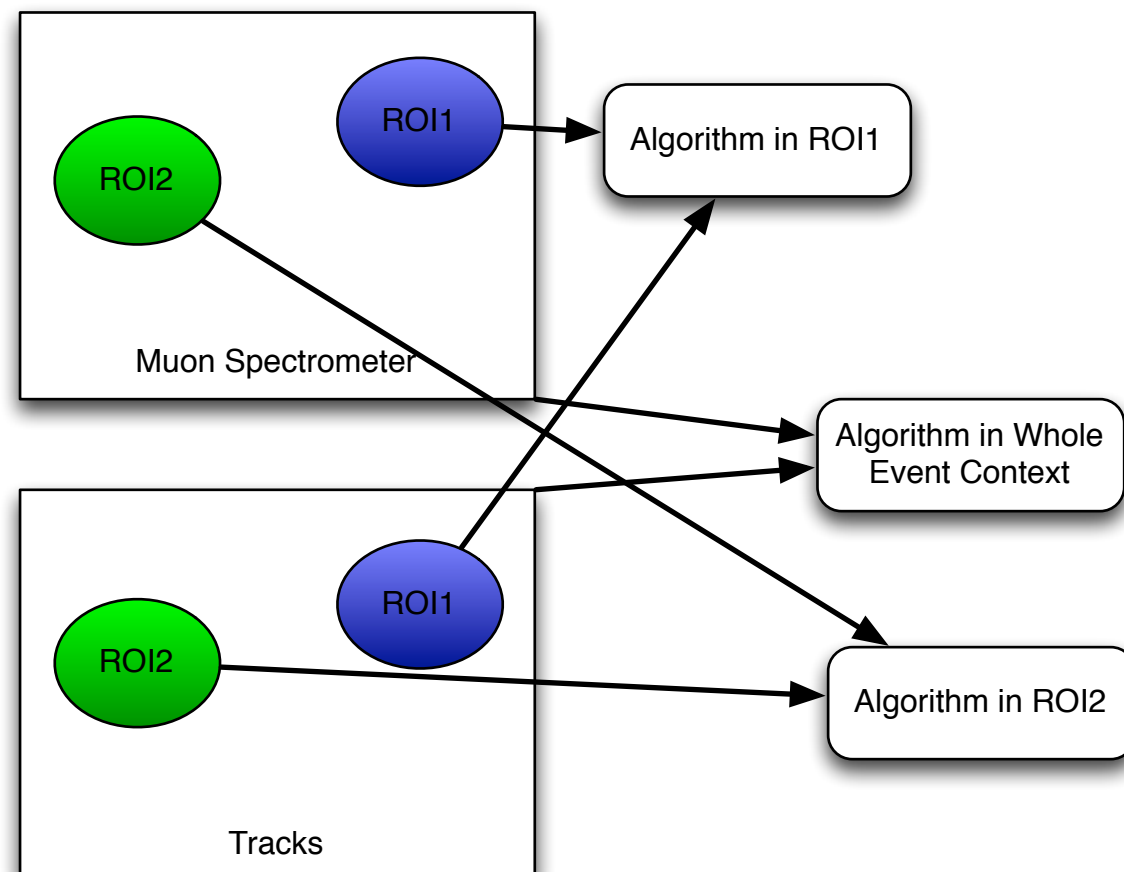 ROI1
Algorithm in ROI1
ROI2
Muon Spectrometer
Algorithm in Whole
Event Context
ROI1
ROI2
Algorithm in ROI2
Tracks